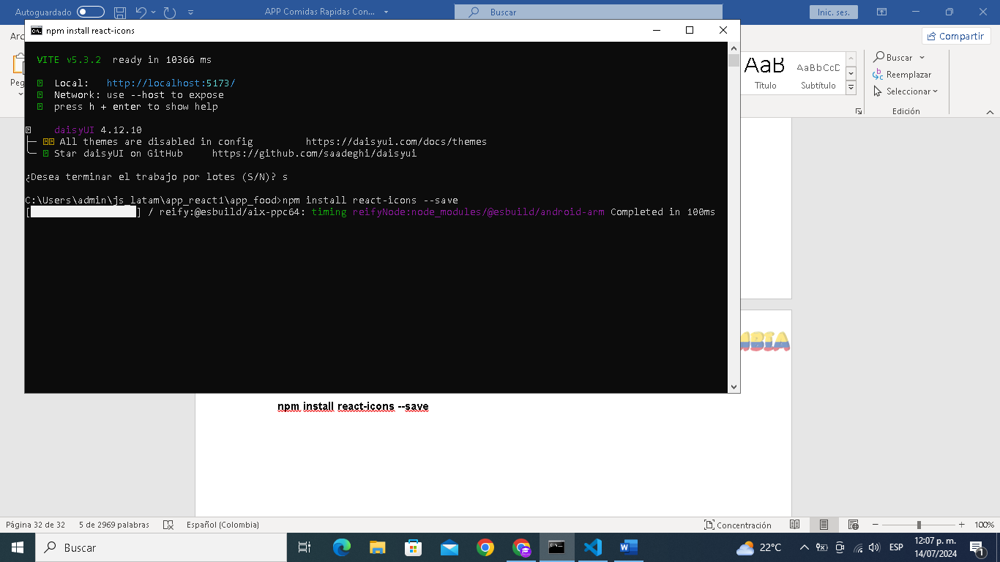 Autoguardado
APP Comidas Rapidas Con...
Buscar
Inic. ses.
npm install react-icons
Compartir
VITE v5.3.2 ready in 10366 ms
Local: http://localhost:5173/
Network: use --host to expose
press h + enter to show help
daisyUI 4.12.10
All themes are disabled in config https://daisyui.com/docs/themes
Star daisyUI on GitHub https://github.com/saadeghi/daisyui
¿Desea terminar el trabajo por lotes (S/N)? s
C:\Users\admin\js_latam\app_react1\app_food>npm install react-icons --save
[ ] / reify:@esbuild/aix-ppc64: timing reifyNode:node_modules/@esbuild/android-arm Completed in 100ms
AaB
AaBbCcD
Título
Subtítulo
Buscar
Reemplazar
Seleccionar
Edición
npm install react-icons --save
Página 32 de 32
5 de 2969 palabras
Español (Colombia)
Concentración
100%
Buscar
22°C
ESP
12:07 p. m.
14/07/2024
1